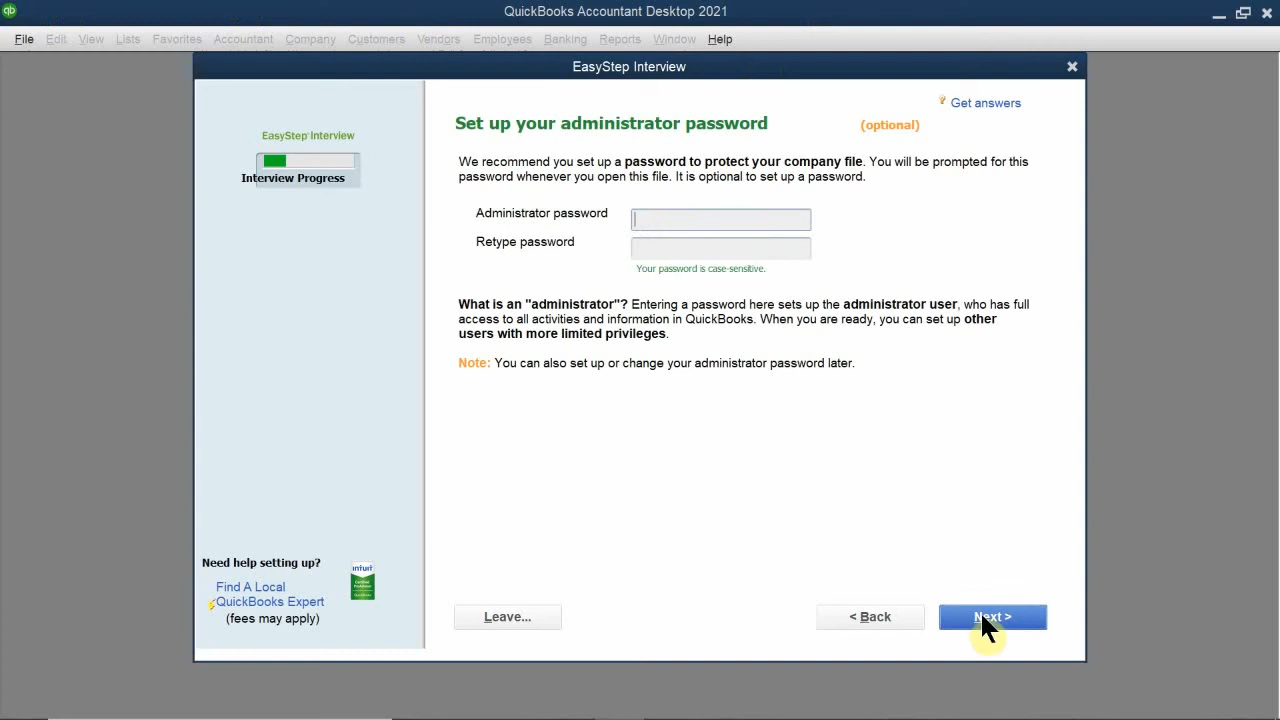 qb
QuickBooks Accountant Desktop 2021
File Edit View Lists Favorites Accountant Company Customers Vendors Employees Banking Reports Window Help
EasyStep Interview
Get answers
EasyStep Interview
Interview Progress
Set up your administrator password
(optional)
We recommend you set up a password to protect your company file. You will be prompted for this
password whenever you open this file. It is optional to set up a password.
Administrator password
Retype password
Your password is case-sensitive.
What is an "administrator"? Entering a password here sets up the administrator user, who has full
access to all activities and information in QuickBooks. When you are ready, you can set up other
users with more limited privileges.
Note: You can also set up or change your administrator password later.
Need help setting up?
Find A Local
QuickBooks Expert
(fees may apply)
intuit
Leave...
< Back
Next >